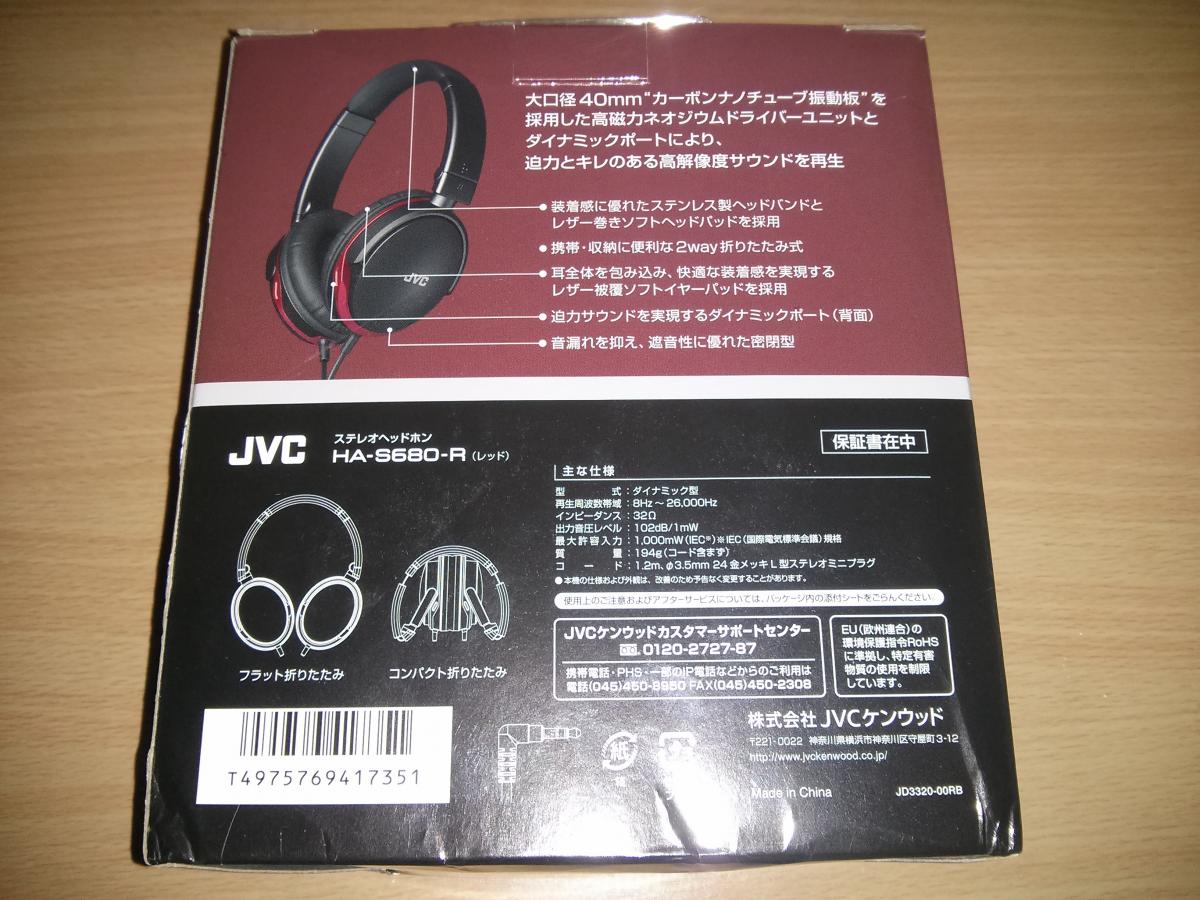 大口径40mm“カーボンナノチューブ振動板”を
採用した高磁力ネオジウムドライバーユニットと
ダイナミックポートにより、
迫力とキレのある高解像度サウンドを再生
●装着感に優れたステンレス製ヘッドバンドと
レザー巻きソフトヘッドパッドを採用
●携帯・収納に便利な2way折りたたみ式
●耳全体を包み込み、快適な装着感を実現する
レザー被覆ソフトイヤーパッドを採用
●迫力サウンドを実現するダイナミックポート（背面）
●音漏れを抑え、遮音性に優れた密閉型
JVC
JVC
ステレオヘッドホン
HA-S680-R（レッド）
保証書在中
フラット折りたたみ
コンパクト折りたたみ
主な仕様
型式：ダイナミック型
再生周波数帯域：8Hz～26,000Hz
インピーダンス：32Ω
出力音圧レベル：102dB/1mW
最大許容入力：1,000mW（IEC※）※IEC（国際電気標準会議）規格
質量：194g（コード含まず）
コード：1.2m、φ3.5mm 24金メッキL型ステレオミニプラグ
●本機の仕様および外観は、改善のため予告なく変更することがあります。
使用上のご注意およびアフターサービスについては、パッケージ内の添付シートをごらんください。
JVCケンウッドカスタマーサポートセンター
0120-2727-87
携帯電話・PHS・一部のIP電話などからのご利用は
電話(045)450-8950 FAX(045)450-2308
EU（欧州連合）の
環境保護指令RoHS
に準拠し、特定有害
物質の使用を制限
しています。
T4975769417351
紙
株式会社JVCケンウッド
〒221-0022 神奈川県横浜市神奈川区守屋町3-12
http://www.jvckenwood.co.jp/
Made in China
JD3320-00RB